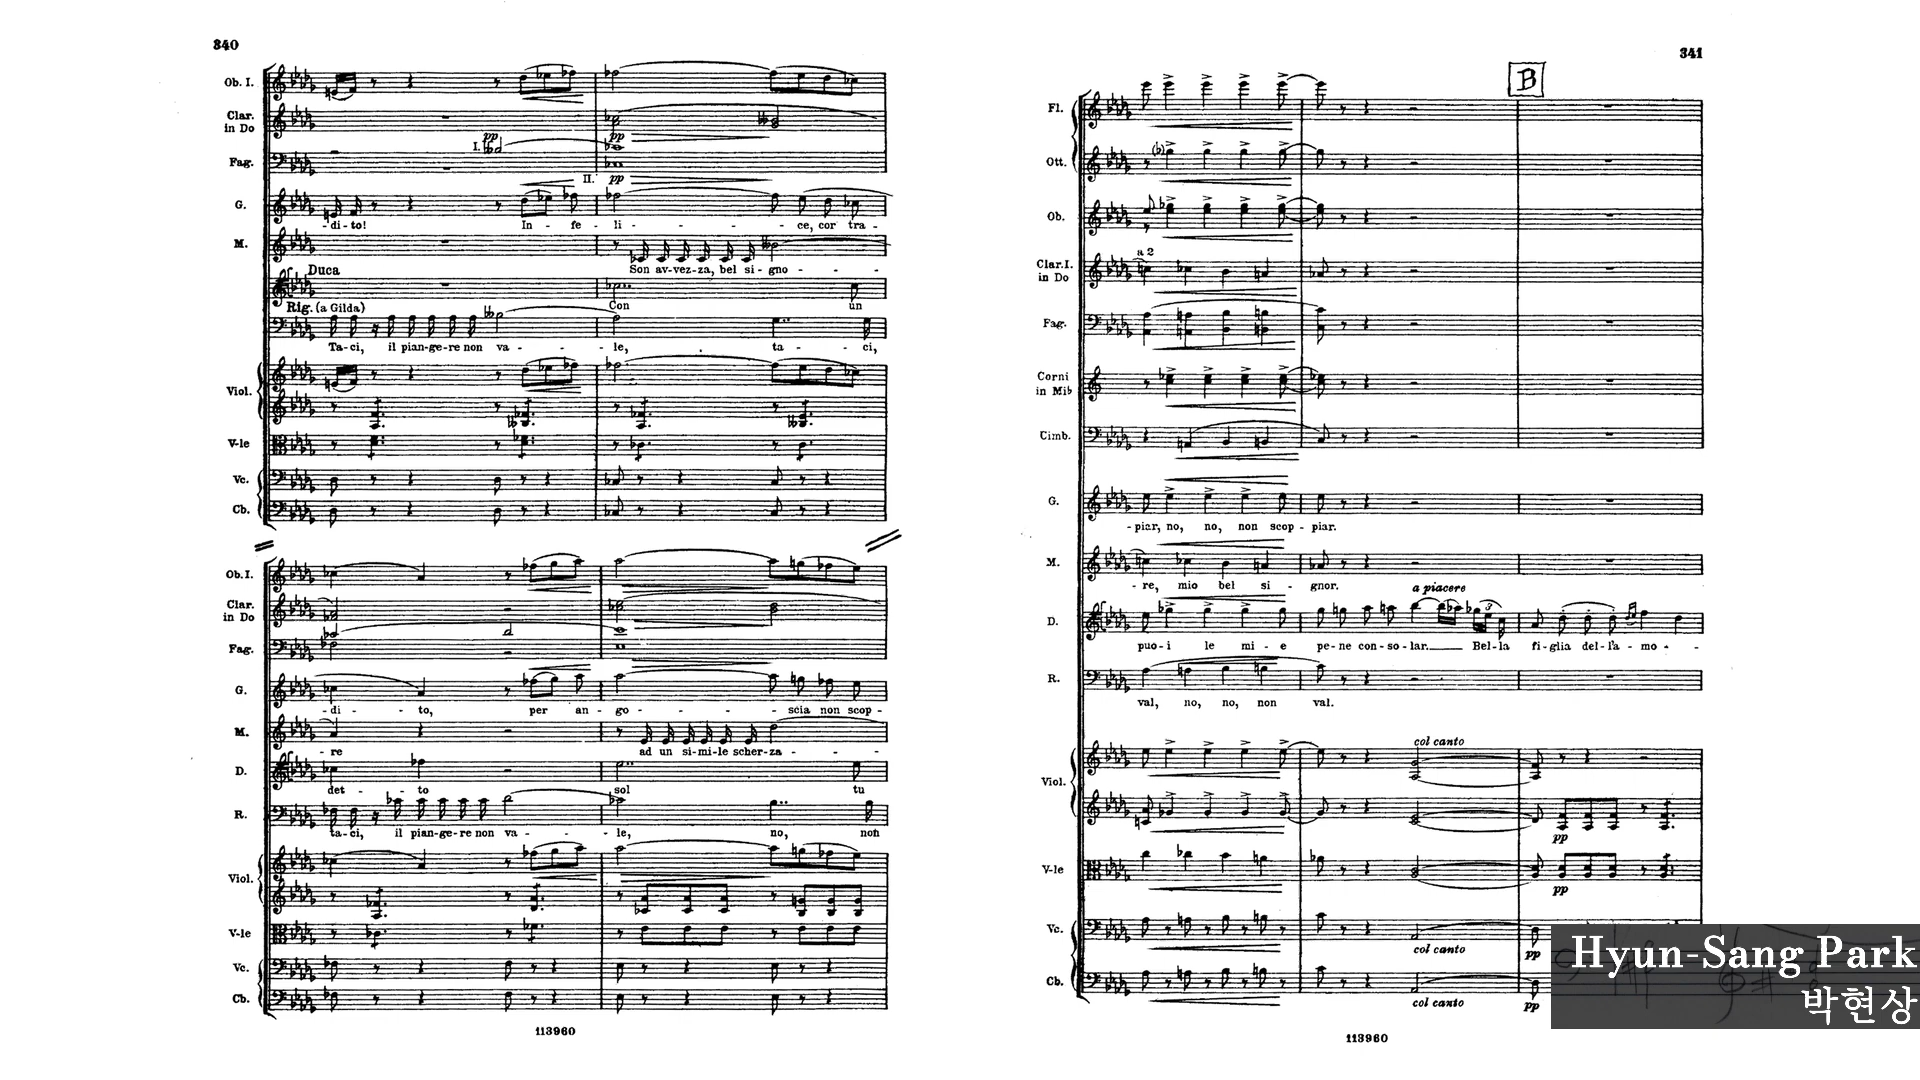 340
Ob. I.
Clar.
in Do
pp
pp
I.
Fag.
II. pp
G.
-di-to! In - fe - li - - - - ce, cor tra -
M.
Son av-vez-za, bel si-gno - - -
Duca
Con un
Rig. (a Gilda)
Ta-ci, il pian-ge-re non va - - - le, ta - - ci,
Viol.
V-le
Vc.
Cb.
Ob. I.
Clar.
in Do
Fag.
G.
-di - - to, per an - go - - - - scia non scop -
M.
-re ad un si-mi-le scher-za - - -
D.
det - - to sol tu
R.
ta-ci, il pian-ge-re non va - - - le, no, non
Viol.
V-le
Vc.
Cb.
113960
341
B
Fl.
Ott.
(b)
Ob.
a 2
Clar. I.
in Do
Fag.
Corni
in Mib
Cimb.
G.
-piar, no, no, non scop - piar.
M.
-re, mio bel si - gnor.
a piacere
D.
3
puo-i le mi-e pe-ne con-so-lar. Bel-la fi-glia del-l'a-mo - -
R.
val, no, no, non val.
col canto
Viol.
pp
V-le
pp
Vc.
col canto
pp
Cb.
col canto
pp
113960
Hyun-Sang Park
박현상